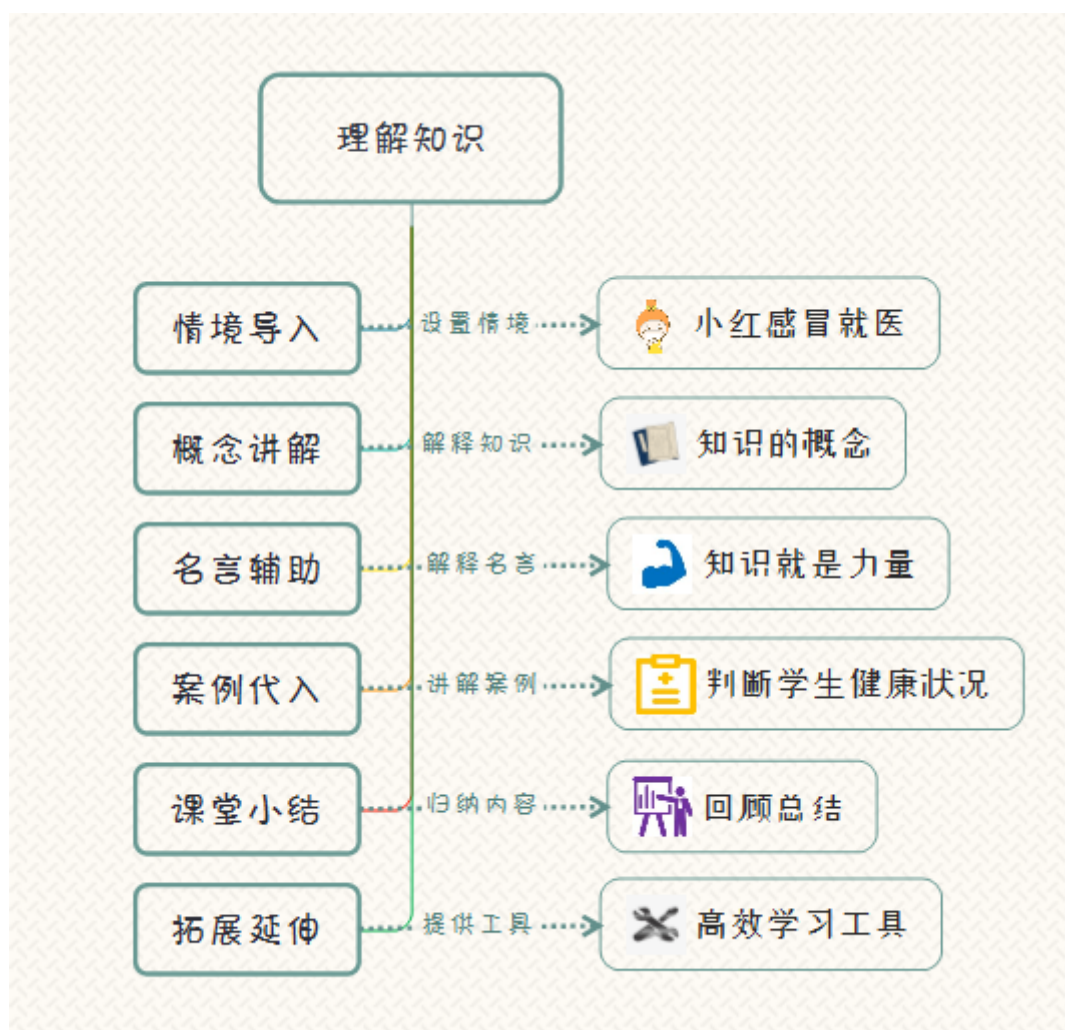 理解知识
情境导入 设置情境 小红感冒就医
概念讲解 解释知识 知识的概念
名言辅助 解释名言 知识就是力量
案例代入 讲解案例 判断学生健康状况
课堂小结 归纳内容 回顾总结
拓展延伸 提供工具 高效学习工具